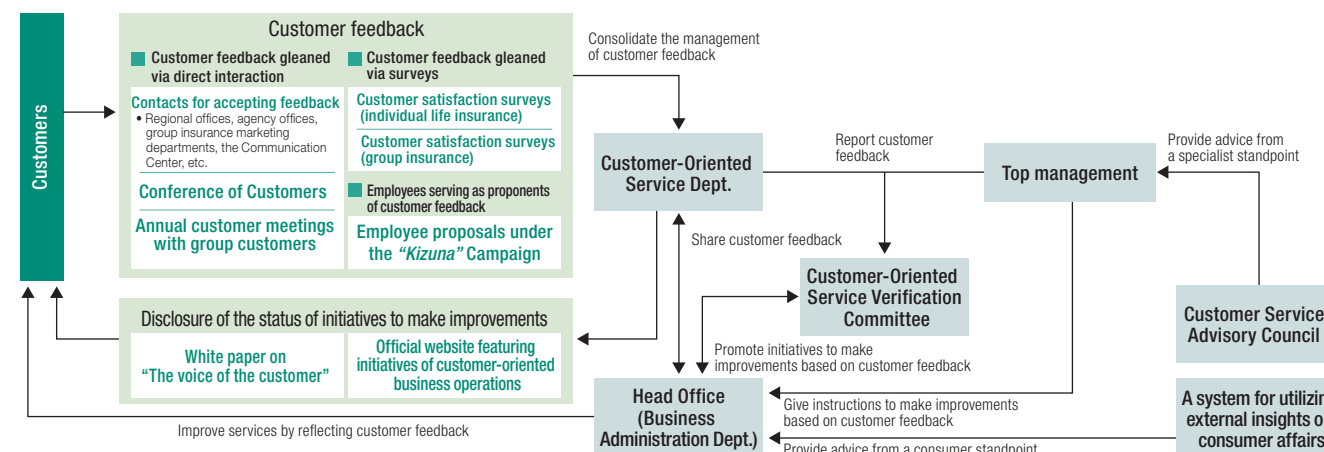 Customers
Customer feedback
Customer feedback gleaned
via direct interaction
Contacts for accepting feedback
• Regional offices, agency offices,
group insurance marketing
departments, the Communication
Center, etc.
Conference of Customers
Annual customer meetings
with group customers
Customer feedback gleaned
via surveys
Customer satisfaction surveys
(individual life insurance)
Customer satisfaction surveys
(group insurance)
Employees serving as proponents
of customer feedback
Employee proposals under
the “Kizuna” Campaign
Consolidate the management
of customer feedback
Customer-Oriented
Service Dept.
Report customer
feedback
Top management
Provide advice from
a specialist standpoint
Share customer feedback
Customer-Oriented
Service Verification
Committee
Customer Service
Advisory Council
Disclosure of the status of initiatives to make improvements
White paper on
“The voice of the customer”
Official website featuring
initiatives of customer-oriented
business operations
Promote initiatives to make
improvements based on customer feedback
Head Office
(Business
Administration Dept.)
Give instructions to make improvements
based on customer feedback
A system for
external insights
consumer affairs
Improve services by reflecting customer feedback
Provide advice from a consumer standpoint